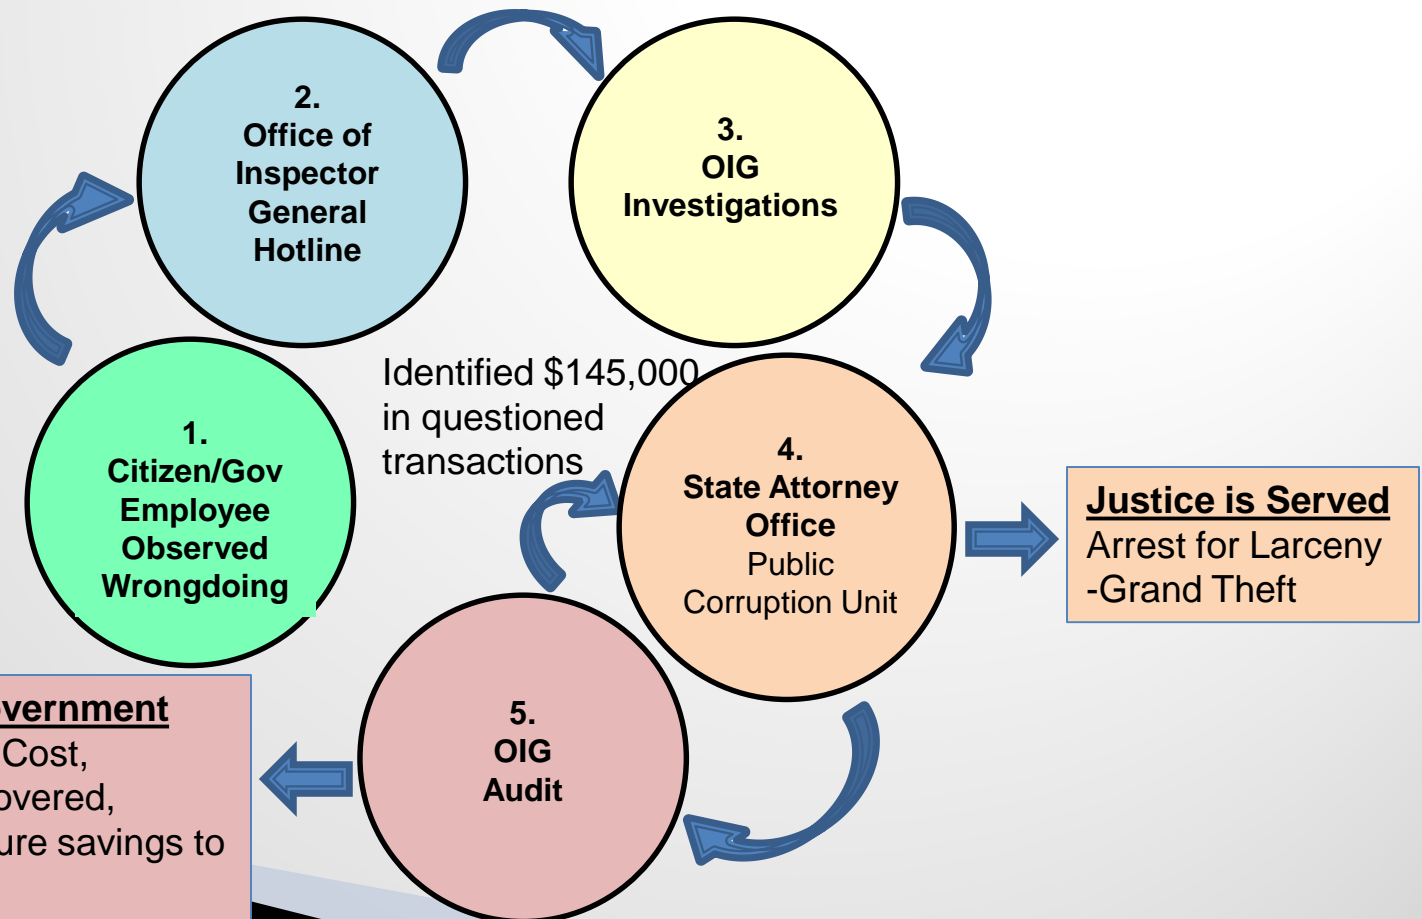 2.
Office of
Inspector
General
Hotline
3.
OIG
Investigations
1.
Citizen/Gov
Employee
Observed
Wrongdoing
Identified $145,000
in questioned
transactions
4.
State Attorney
Office
Public
Corruption Unit
Justice is Served
Arrest for Larceny
-Grand Theft
5.
OIG
Audit
Cost,
savings to